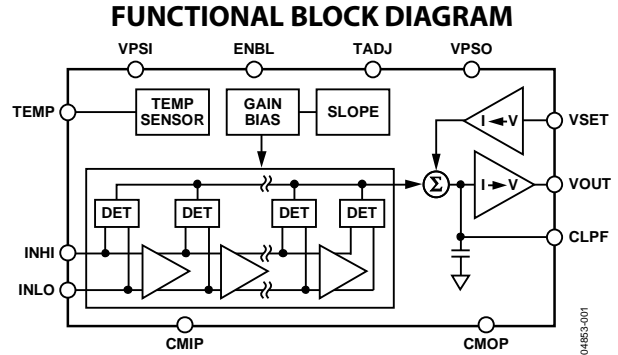 FUNCTIONAL BLOCK DIAGRAM
VPSI ENBL TADJ VPSO
TEMP
TEMP
SENSOR
GAIN
BIAS
SLOPE
I V
VSET
Σ
I V
VOUT
DET DET DET DET
CLPF
INHI
INLO
CMIP CMOP
04853-001